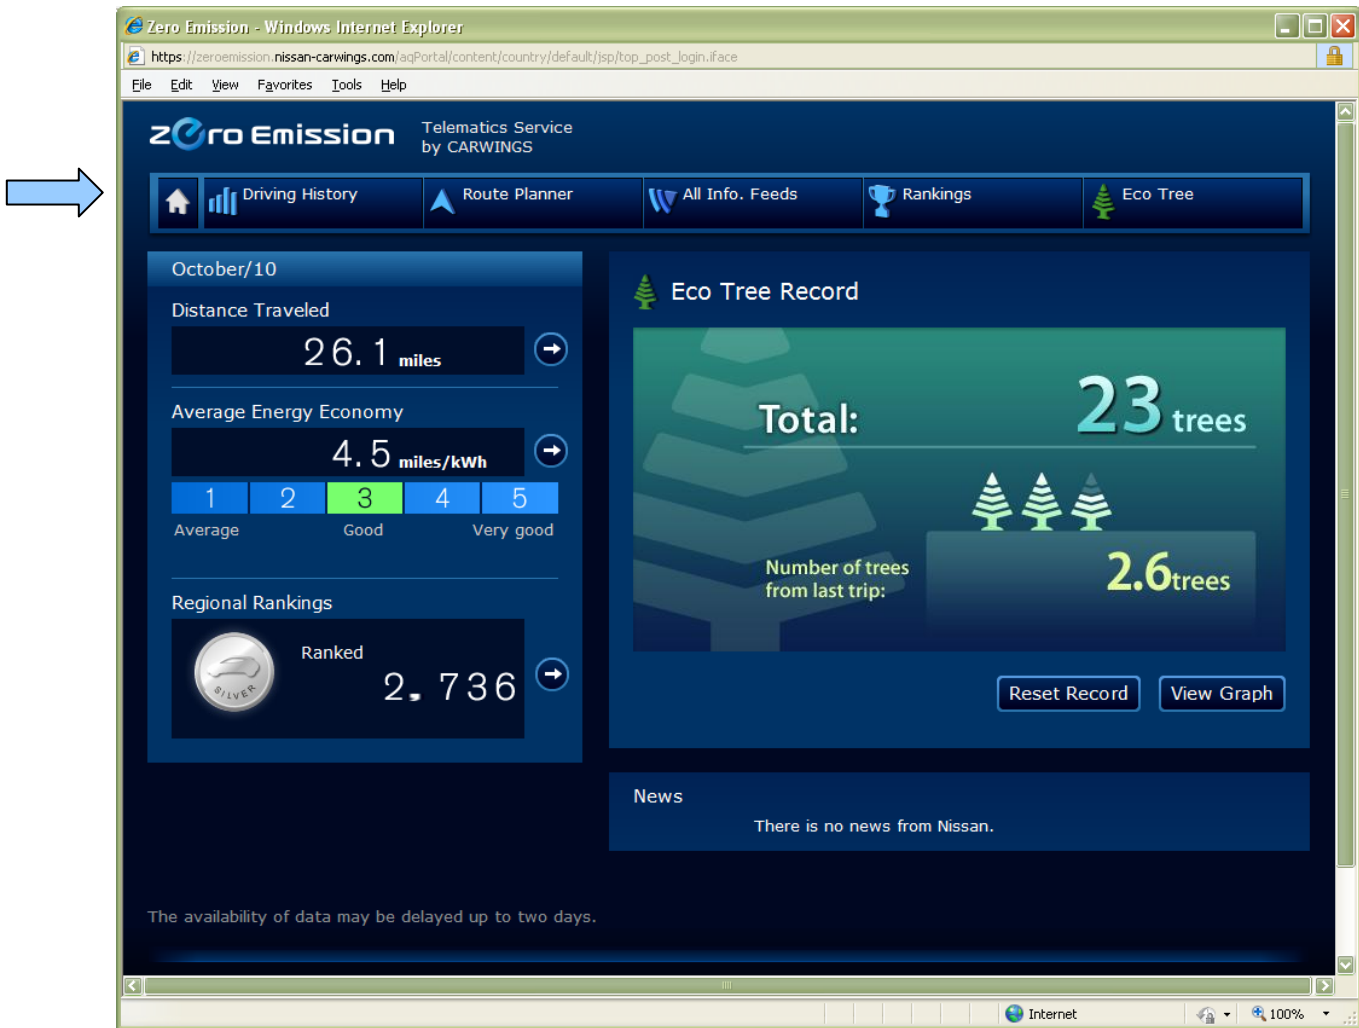 Zero Emission - Windows Internet Explorer
https://zeroemission.nissan-carwings.com/aqPortal/content/country/default/jsp/top_post_login.iface
File Edit View Favorites Tools Help
zero Emission
Telematics Service
by CARWINGS
Driving History
Route Planner
All Info. Feeds
Rankings
Eco Tree
October/10
Distance Traveled
26.1 miles
Average Energy Economy
4.5 miles/kWh
1 2 3 4 5
Average Good Very good
Regional Rankings
SILVER
Ranked
2,736
Eco Tree Record
Total: 23 trees
Number of trees
from last trip:
2.6trees
Reset Record
View Graph
News
There is no news from Nissan.
The availability of data may be delayed up to two days.
Internet
100%